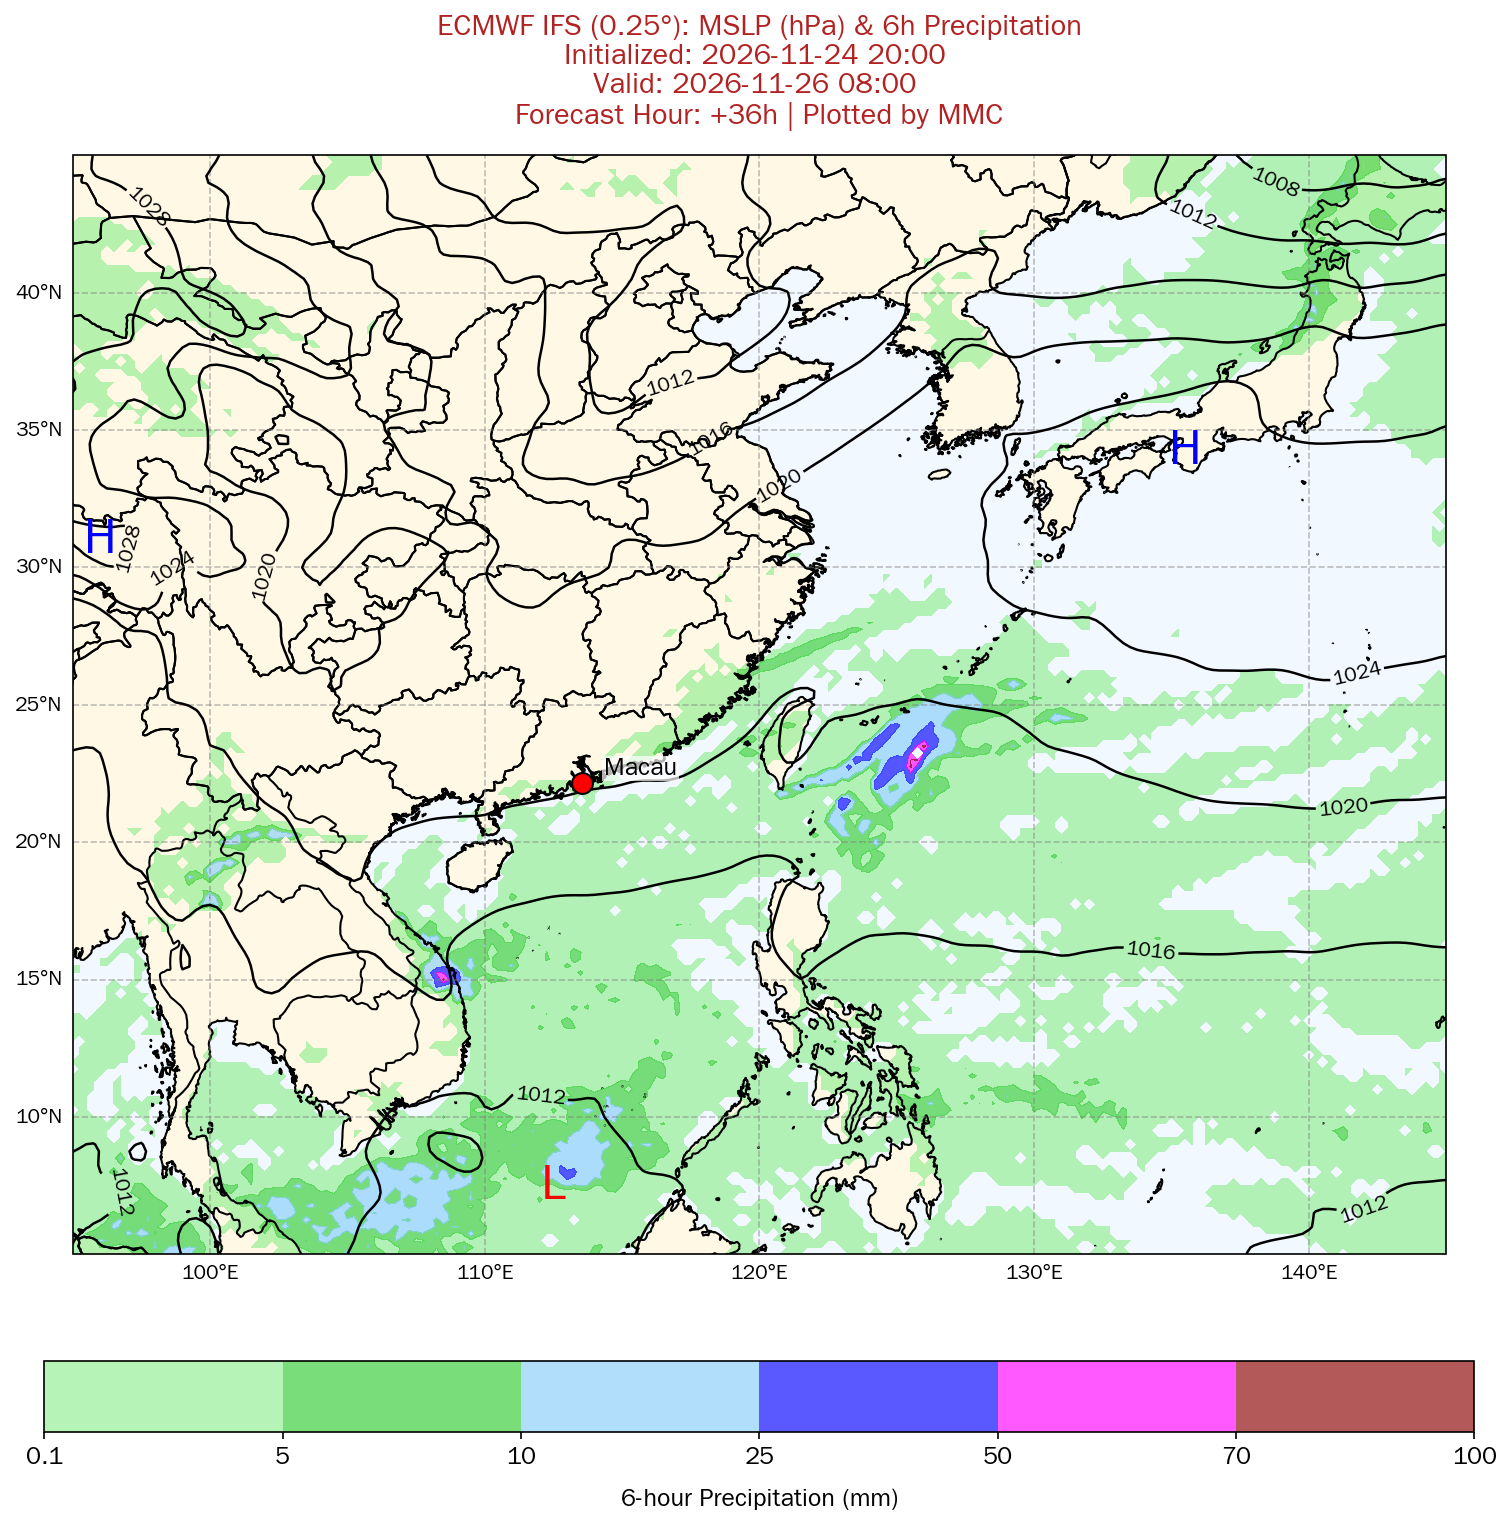 ECMWF IFS (0.25°): MSLP (hPa) & 6h Precipitation
Initialized: 2026-11-24 20:00
Valid: 2026-11-26 08:00
Forecast Hour: +36h | Plotted by MMC
1028
1008
1012
40°N
1012
1016
35°N
H
1020
H
1028
1024
1020
30°N
1024
25°N
Macau
1020
20°N
1016
15°N
1012
10°N
L
1012
1012
100°E 110°E 120°E 130°E 140°E
0.1 5 10 25 50 70 100
6-hour Precipitation (mm)